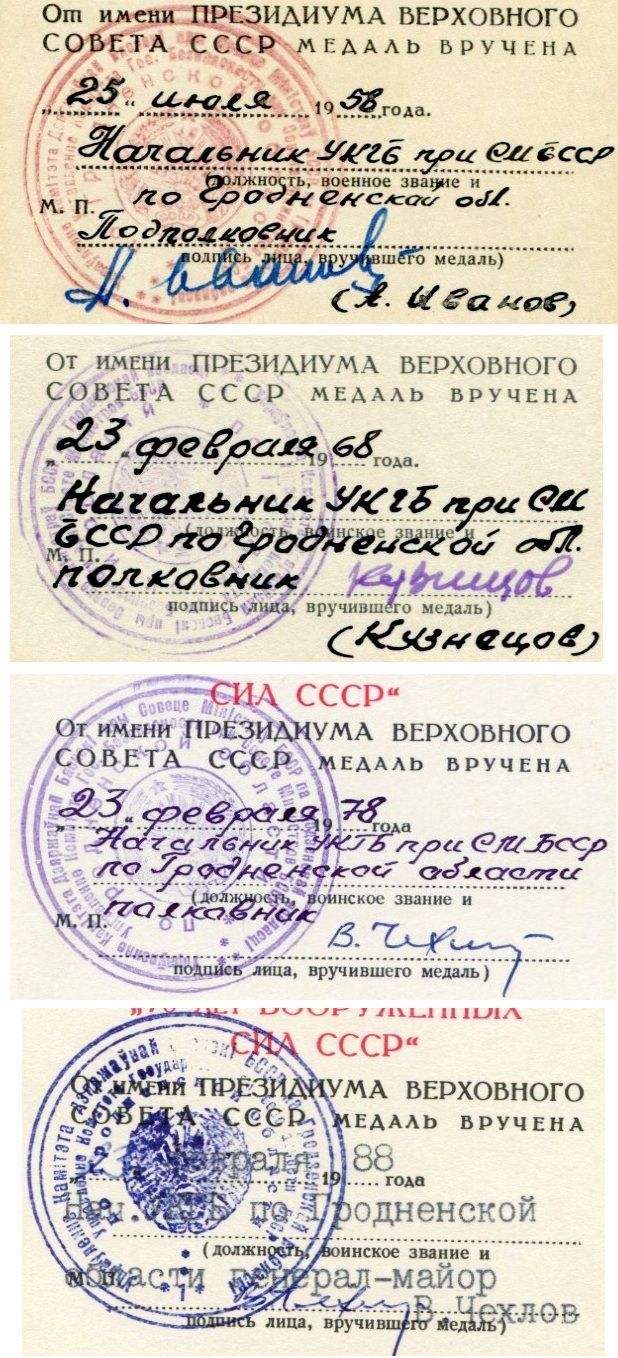 От имени ПРЕЗИДИУМА ВЕРХОВНОГО
СОВЕТА СССР МЕДАЛЬ ВРУЧЕНА
„25“ июля 1958 года.
Начальник УКГБ при СМ БССР
(должность, военное звание и
М. П. по Гродненской обл.
Подполковник
подпись лица, вручившего медаль)
(А. Иванов)
От имени ПРЕЗИДИУМА ВЕРХОВНОГО
СОВЕТА СССР МЕДАЛЬ ВРУЧЕНА
„23“ февраля 1968 года.
Начальник УКГБ при СМ
(должность, воинское звание и
БССР по Гродненской обл.
М. П.
полковник Кузнецов
подпись лица, вручившего медаль)
(Кузнецов)
СИЛ СССР“
От имени ПРЕЗИДИУМА ВЕРХОВНОГО
СОВЕТА СССР МЕДАЛЬ ВРУЧЕНА
„23“ февраля 1978 года
Начальник УКГБ при СМ БССР
по Гродненской области
(должность, воинское звание и
М. П. полковник
В. Чехлов
подпись лица, вручившего медаль)
„70 ЛЕТ ВООРУЖЕННЫХ
СИЛ СССР“
От имени ПРЕЗИДИУМА ВЕРХОВНОГО
СОВЕТА СССР МЕДАЛЬ ВРУЧЕНА
февраля 1988 года
Нач. УКГБ по Гродненской
(должность, воинское звание и
М. П. области генерал-майор
В. Чехлов
подпись лица, вручившего медаль)